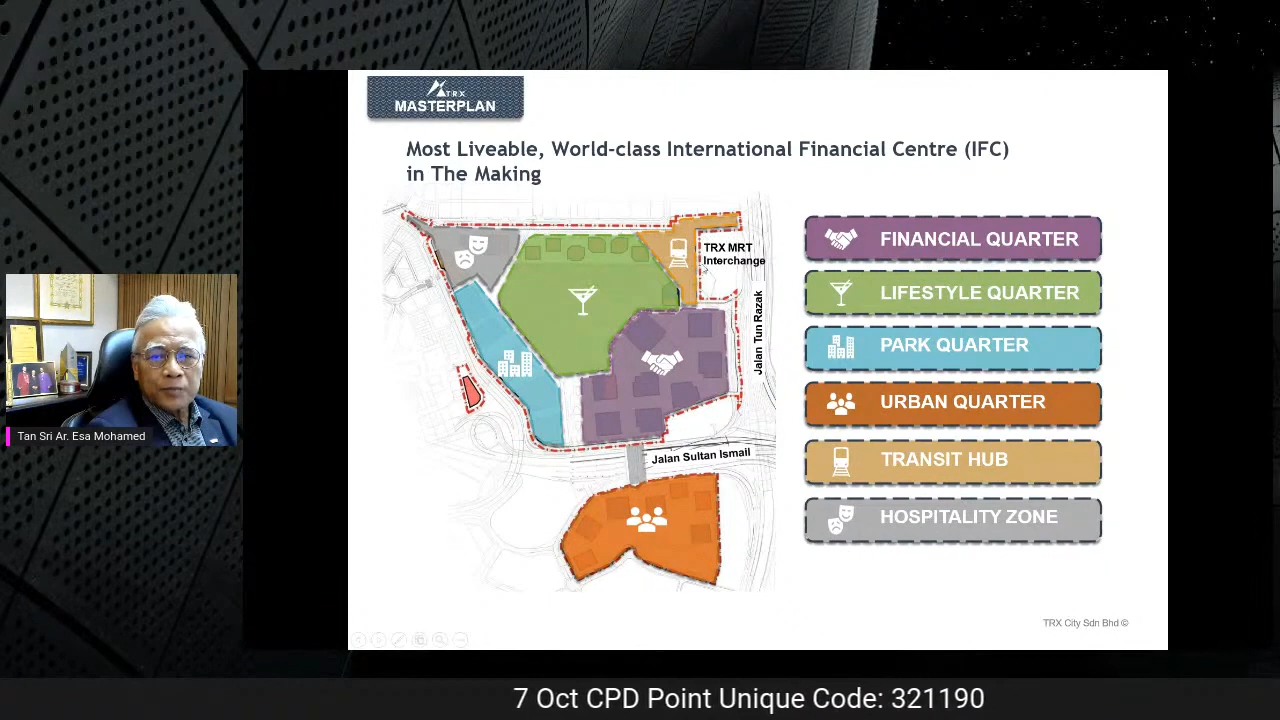 TRX
MASTERPLAN
Most Liveable, World-class International Financial Centre (IFC)
in The Making
TRX MRT
Interchange
Jalan Tun Razak
Jalan Sultan Ismail
FINANCIAL QUARTER
LIFESTYLE QUARTER
PARK QUARTER
URBAN QUARTER
TRANSIT HUB
HOSPITALITY ZONE
TRX City Sdn Bhd ©
Tan Sri Ar. Esa Mohamed
7 Oct CPD Point Unique Code: 321190